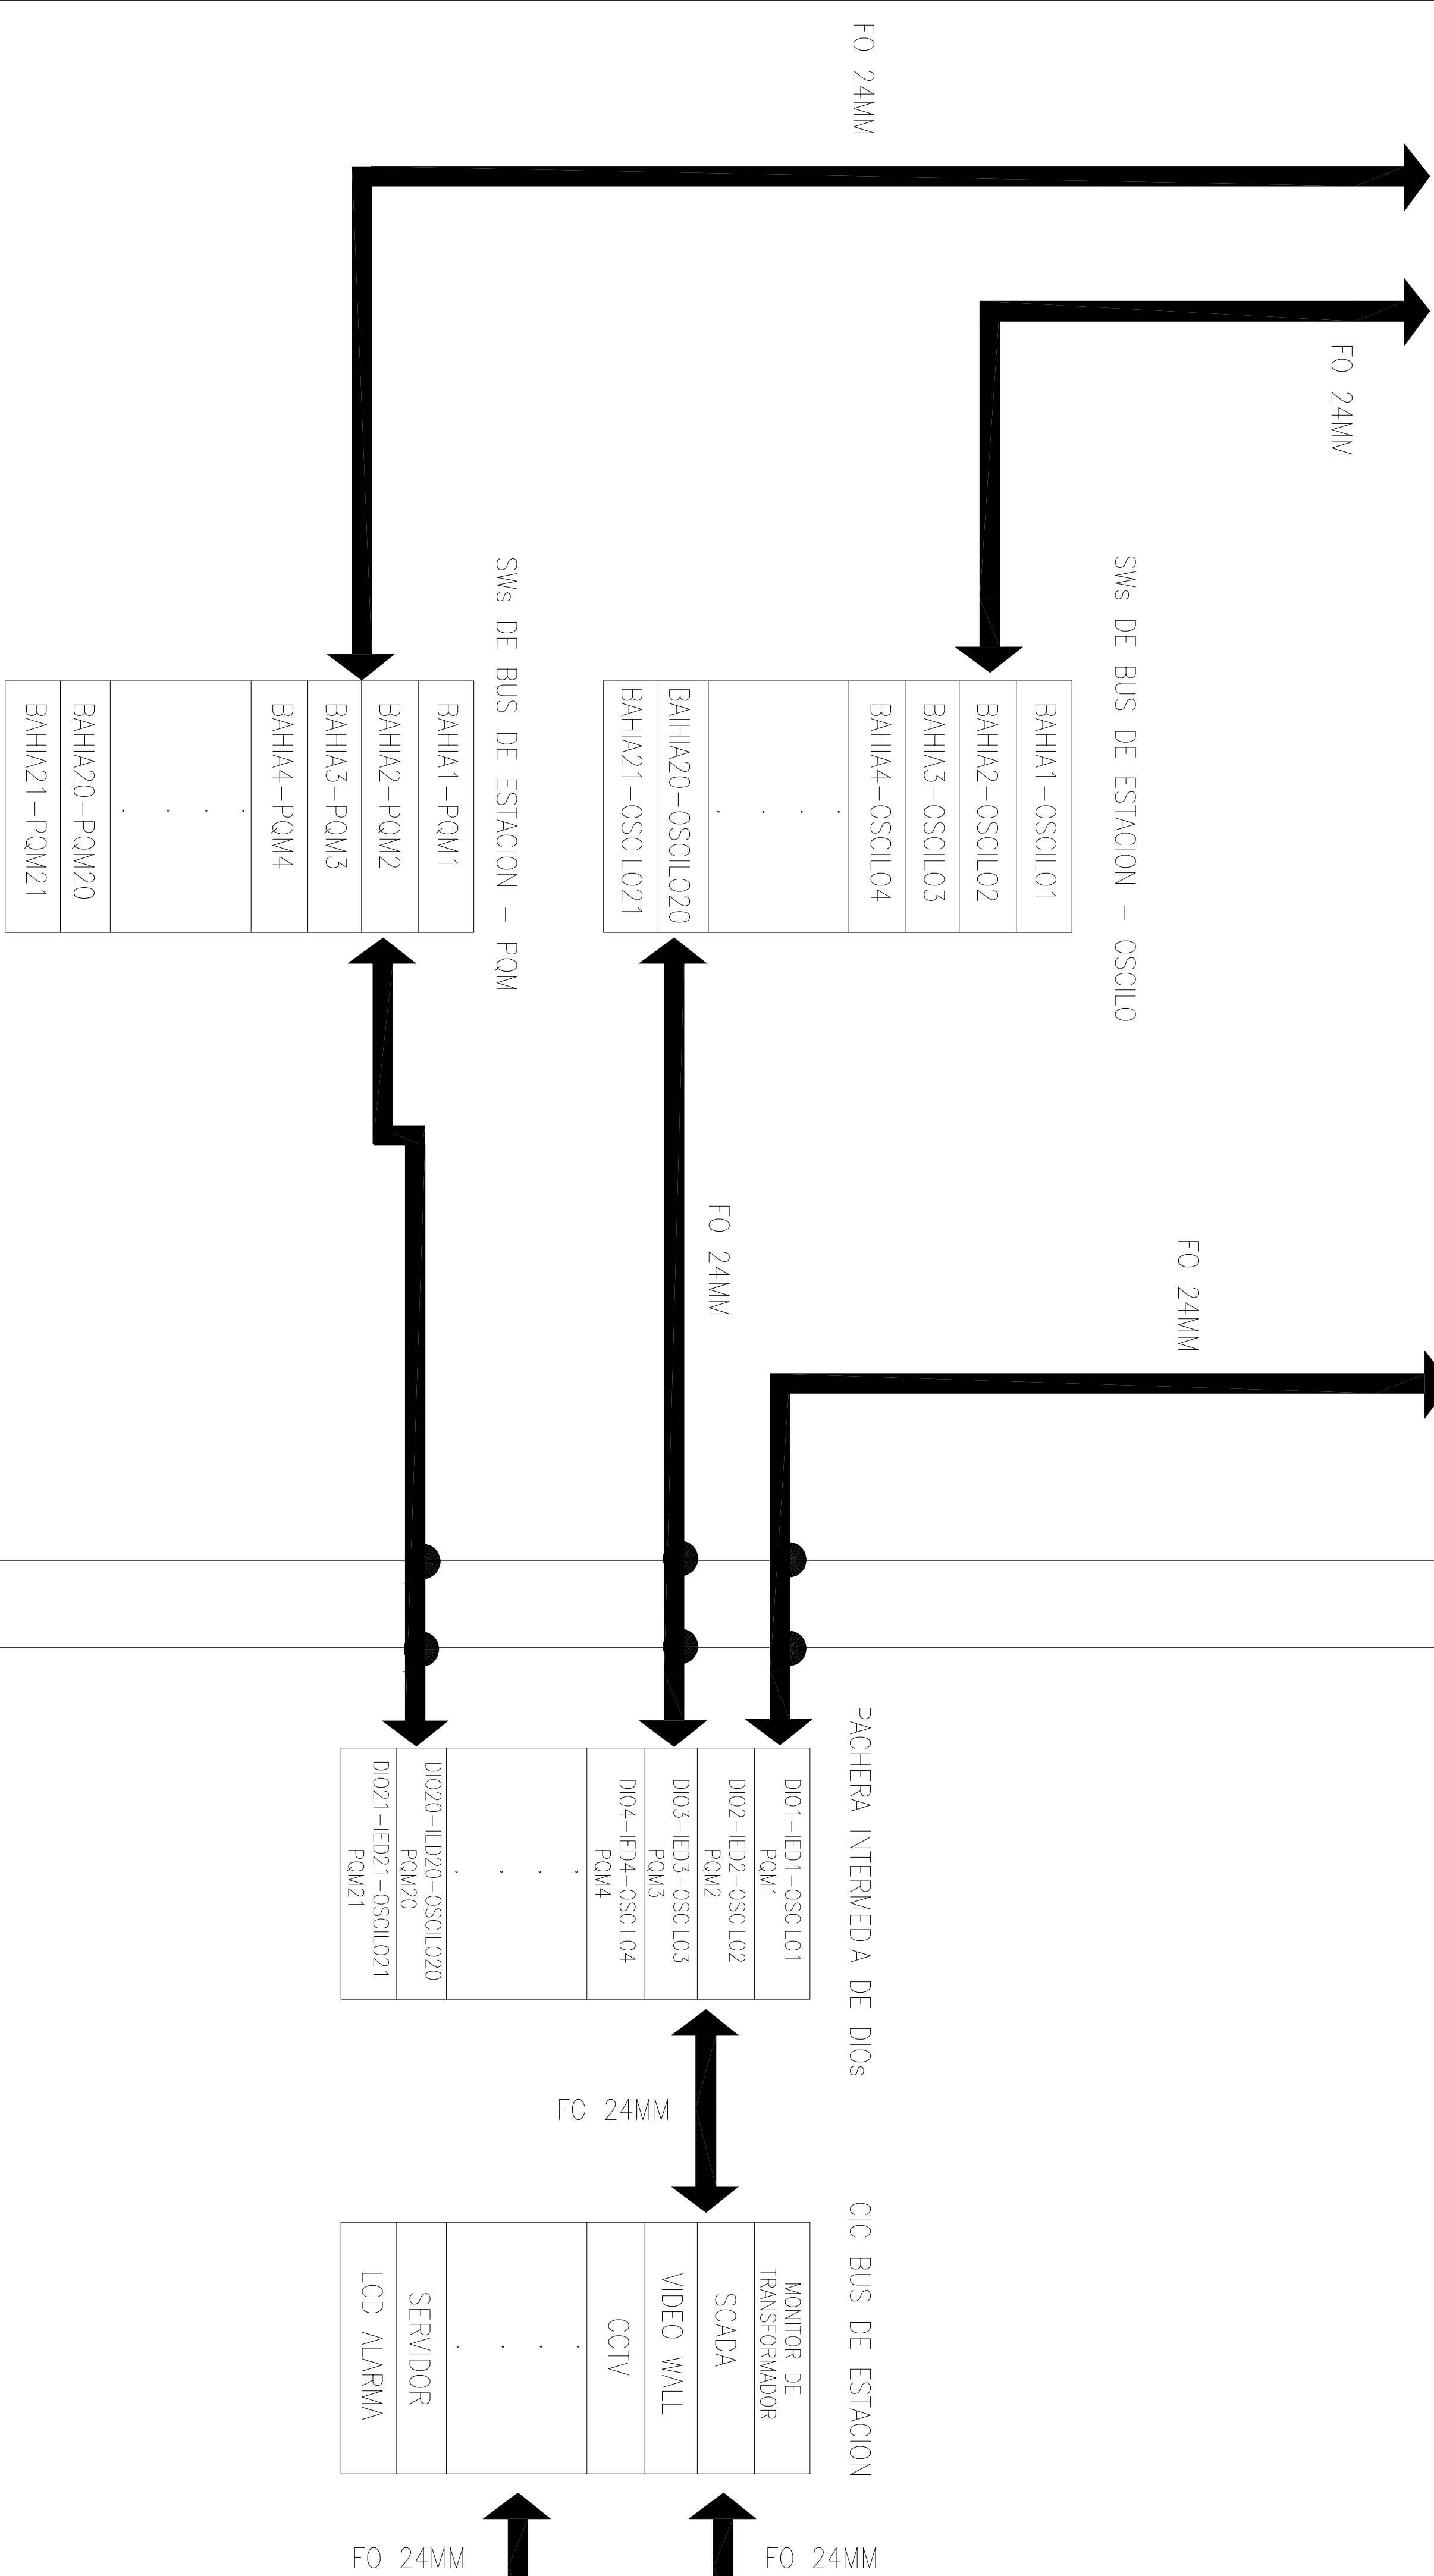 FO 24MM
FO 24MM
SWs DE BUS DE ESTACION - OSCILO
BAHIA1-OSCILO1
BAHIA2-OSCILO2
BAHIA3-OSCILO3
BAHIA4-OSCILO4
. . . .
BAIHIA20-OSCILO20
BAHIA21-OSCILO21
SWs DE BUS DE ESTACION - PQM
BAHIA1-PQM1
BAHIA2-PQM2
BAHIA3-PQM3
BAHIA4-PQM4
. . . .
BAHIA20-PQM20
BAHIA21-PQM21
FO 24MM
FO 24MM
PACHERA INTERMEDIA DE DIOs
DIO1-IED1-OSCILO1
PQM1
DIO2-IED2-OSCILO2
PQM2
DIO3-IED3-OSCILO3
PQM3
DIO4-IED4-OSCILO4
PQM4
. . . .
DIO20-IED20-OSCILO20
PQM20
DIO21-IED21-OSCILO21
PQM21
FO 24MM
CIC BUS DE ESTACION
MONITOR DE
TRANSFORMADOR
SCADA
VIDEO WALL
CCTV
. . . .
SERVIDOR
LCD ALARMA
FO 24MM
FO 24MM